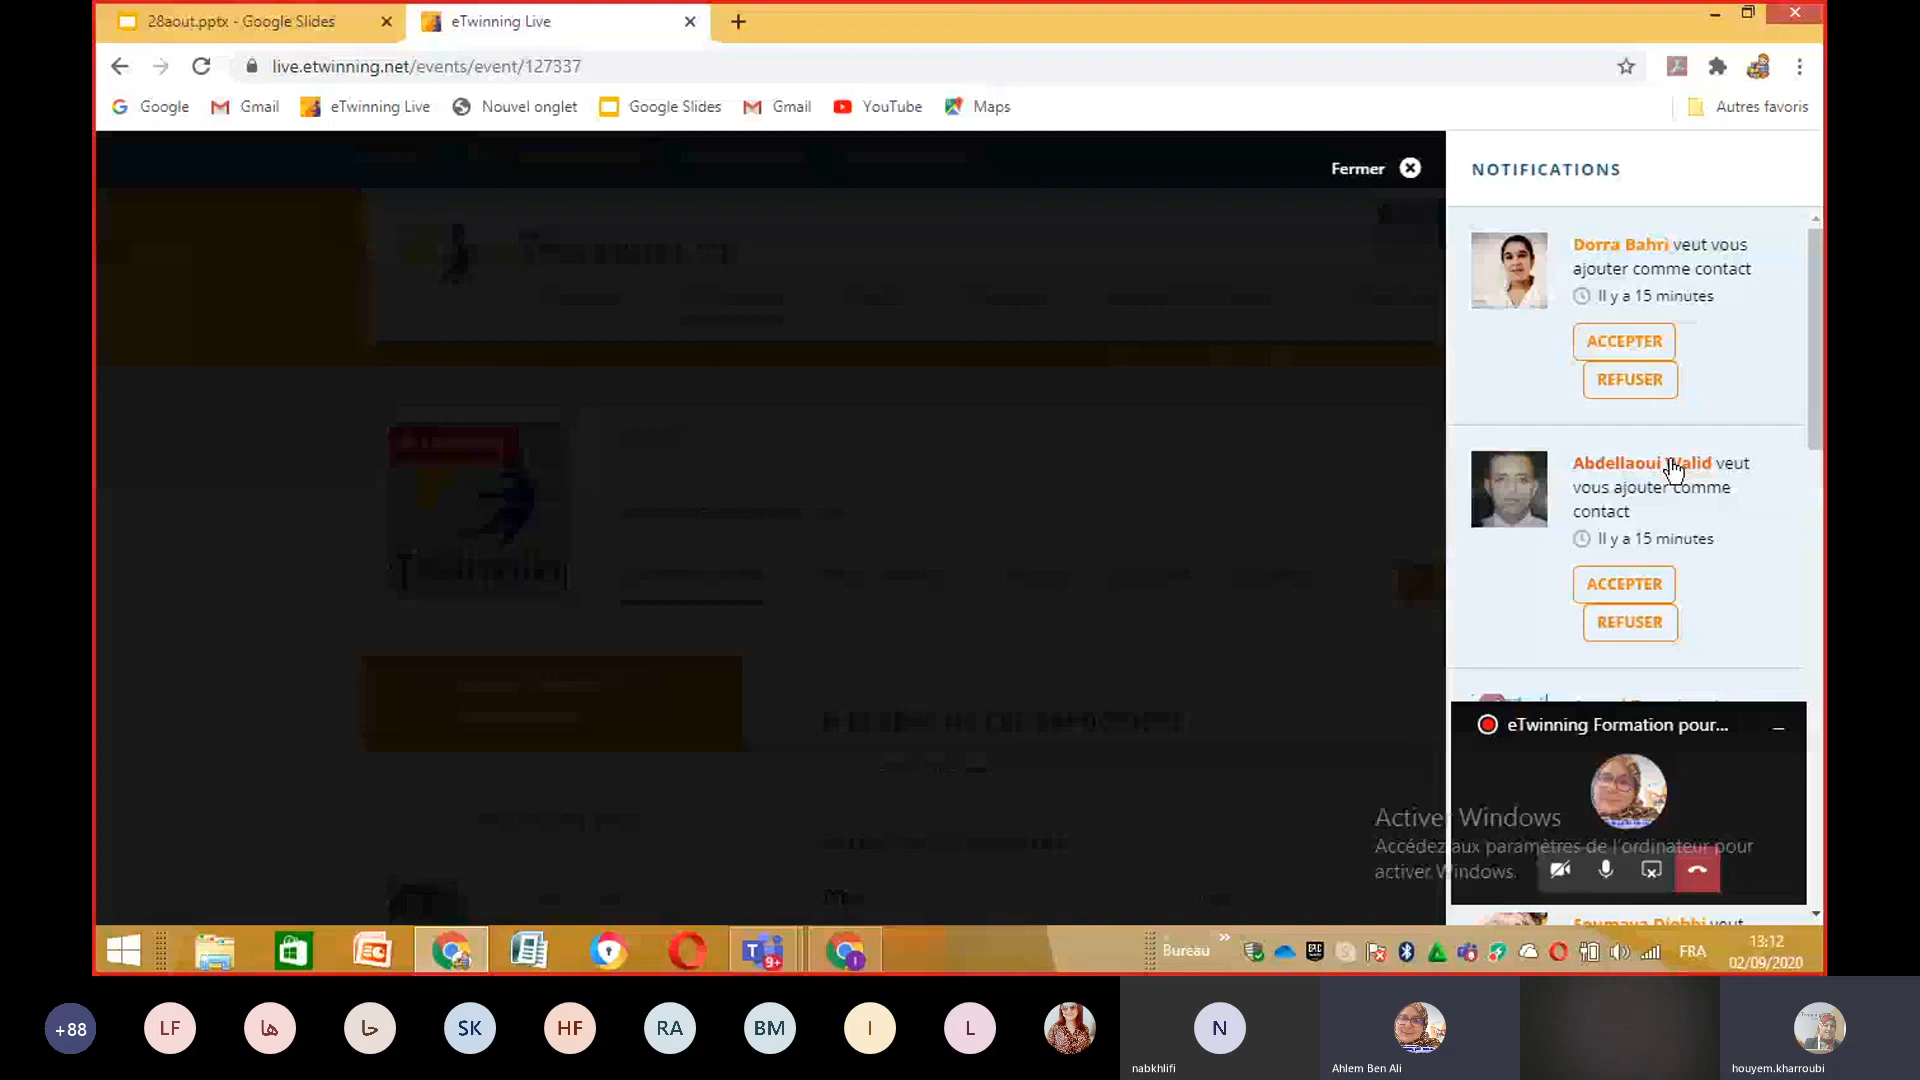 28aout.pptx - Google Slides
eTwinning Live
live.etwinning.net/events/event/127337
Google
Gmail
eTwinning Live
Nouvel onglet
Google Slides
Gmail
YouTube
Maps
Autres favoris
Fermer
NOTIFICATIONS
Dorra Bahri veut vous
ajouter comme contact
Il y a 15 minutes
ACCEPTER
REFUSER
Abdellaoui Walid veut
vous ajouter comme
contact
Il y a 15 minutes
ACCEPTER
REFUSER
eTwinning Formation pour...
Activer Windows
Accédez aux paramètres de l'ordinateur pour
activer Windows.
veut
Bureau
9+
FRA
13:12
02/09/2020
+88
LF
ها
حا
SK
HF
RA
BM
I
L
N
nabkhlifi
Ahlem Ben Ali
houyem.kharroubi